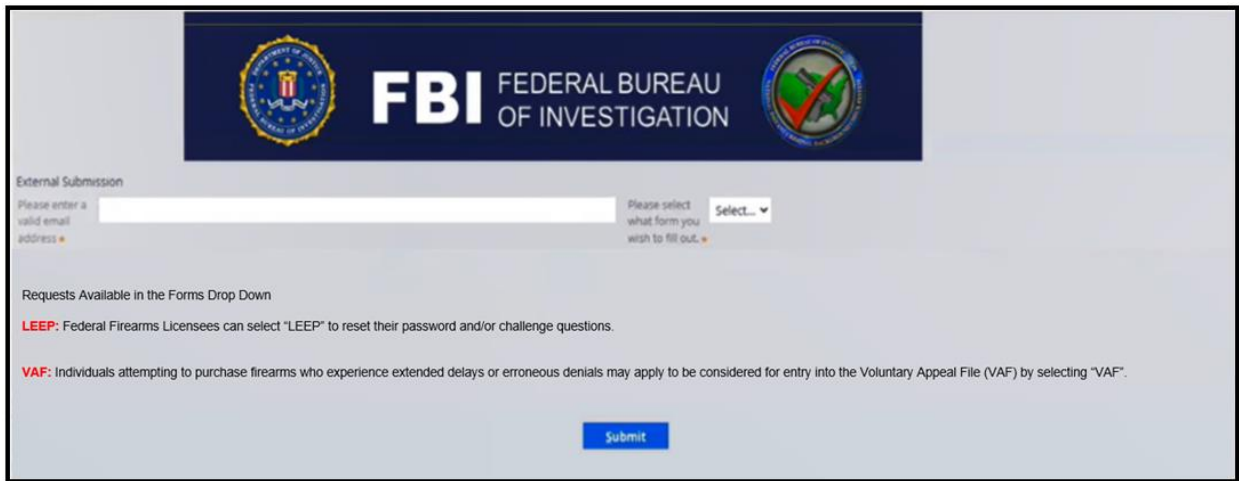 FBI FEDERAL BUREAU
OF INVESTIGATION
External Submission
Please enter a
valid email
address *
Please select
what form you
wish to fill out. *
Select...
Requests Available in the Forms Drop Down
LEEP: Federal Firearms Licensees can select “LEEP” to reset their password and/or challenge questions.
VAF: Individuals attempting to purchase firearms who experience extended delays or erroneous denials may apply to be considered for entry into the Voluntary Appeal File (VAF) by selecting “VAF”.
Submit